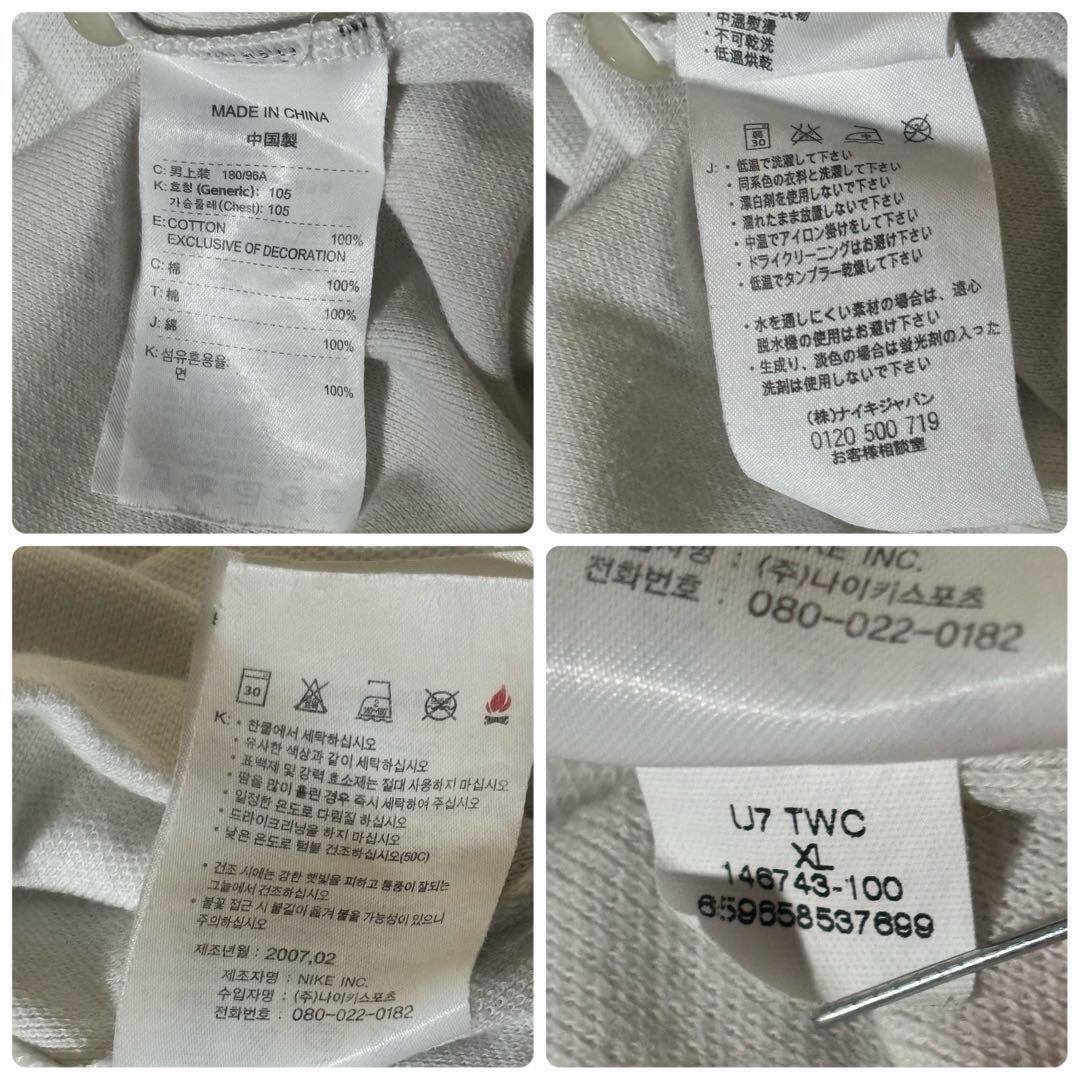 MADE IN CHINA
中国製
C: 男上装 180/96A
K: 호칭 (Generic): 105
가슴둘레(Chest): 105
E: COTTON 100%
EXCLUSIVE OF DECORATION
C: 棉 100%
T: 棉 100%
J: 綿 100%
K: 섬유혼용율:
면 100%
・中溫熨燙
・不可乾洗
・低溫烘乾
弱
30
中
J: ・低温で洗濯して下さい
・同系色の衣料と洗濯して下さい
・漂白剤を使用しないで下さい
・濡れたまま放置しないで下さい
・中温でアイロン掛けをして下さい
・ドライクリーニングはお避け下さい
・低温でタンブラー乾燥して下さい
・水を通しにくい素材の場合は、遠心
脱水機の使用はお避け下さい
・生成り、淡色の場合は蛍光剤の入った
洗剤は使用しないで下さい
(株)ナイキジャパン
0120 500 719
お客様相談室
30
K: • 찬물에서 세탁하십시오
• 유사한 색상과 같이 세탁하십시오
• 표백제 및 강력 효소제는 절대 사용하지 마십시오
• 땀을 많이 흘린 경우 즉시 세탁하여 주십시오
• 일정한 온도로 다림질 하십시오
• 드라이크리닝을 하지 마십시오
• 낮은 온도로 텀블 건조하십시오(50C)
• 건조 시에는 강한 햇빛을 피하고 통풍이 잘되는
그늘에서 건조하십시오
• 불꽃 접근 시 불길이 옮겨 붙을 가능성이 있으니
주의하십시오
제조년월 : 2007,02
제조자명 : NIKE INC.
수입자명 : (주)나이키스포츠
전화번호 : 080-022-0182
NIKE INC.
: (주)나이키스포츠
전화번호 : 080-022-0182
U7 TWC
XL
146743-100
659658537699